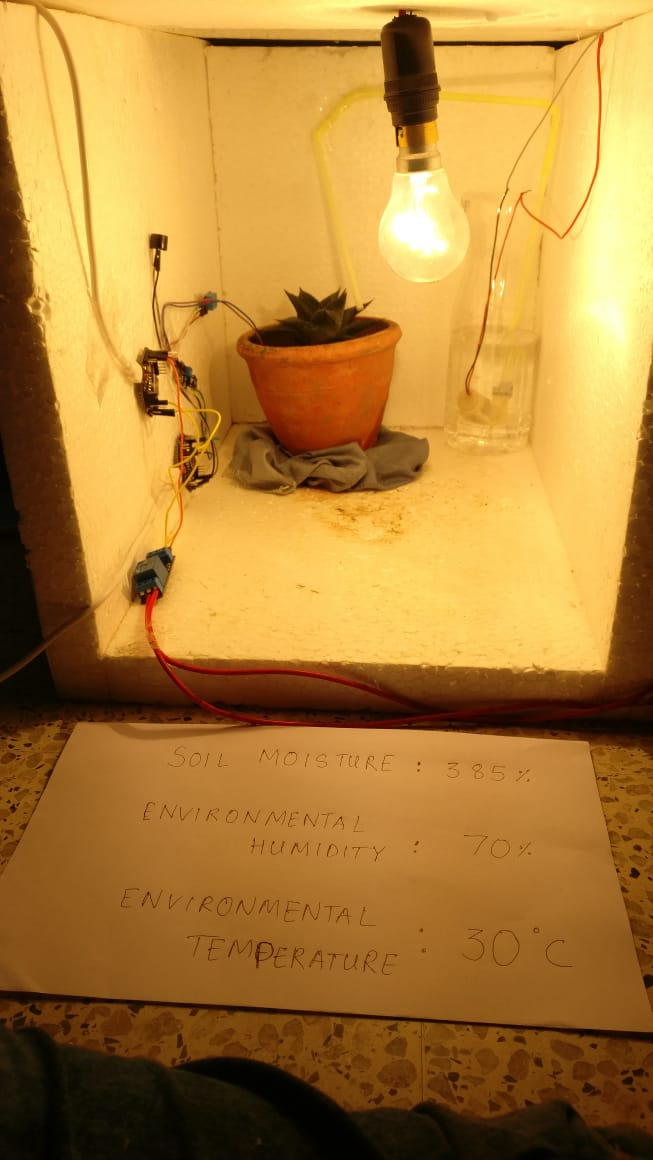 SOIL MOISTURE : 385%
ENVIRONMENTAL
HUMIDITY : 70%
ENVIRONMENTAL
TEMPERATURE : 30°C